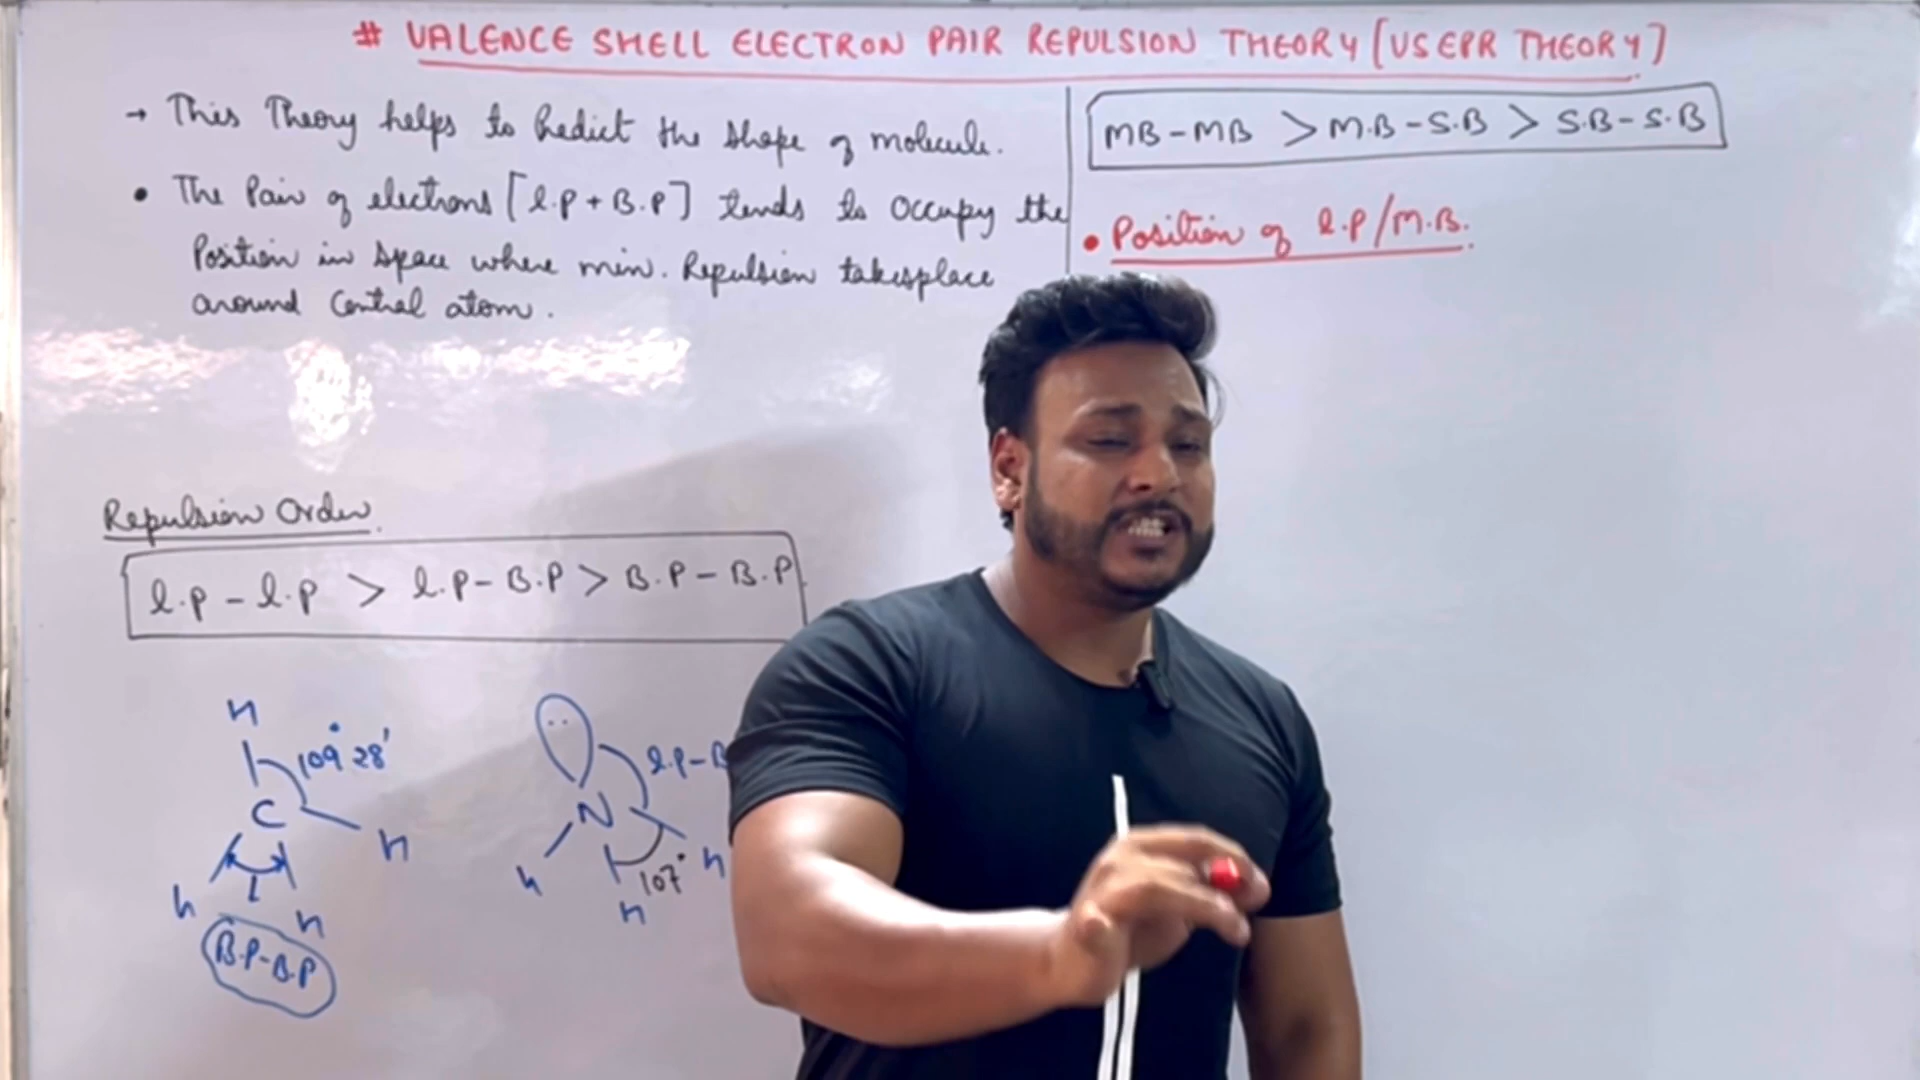 # VALENCE SHELL ELECTRON PAIR REPULSION THEORY [VSEPR THEORY]
→ This Theory helps to Predict the shape of molecule.
• The Pair of electrons [l.p + B.P] tends to occupy the
Position in space where min. Repulsion takesplace
around Central atom.
Repulsion Order
l.p - l.p > l.p - B.P > B.P - B.P
H
109° 28'
C
H
H
H
B.P-B.P
l.p-B
N
H
107°
H
H
MB - MB > M.B - S.B > S.B - S.B
• Position of l.p/M.B.